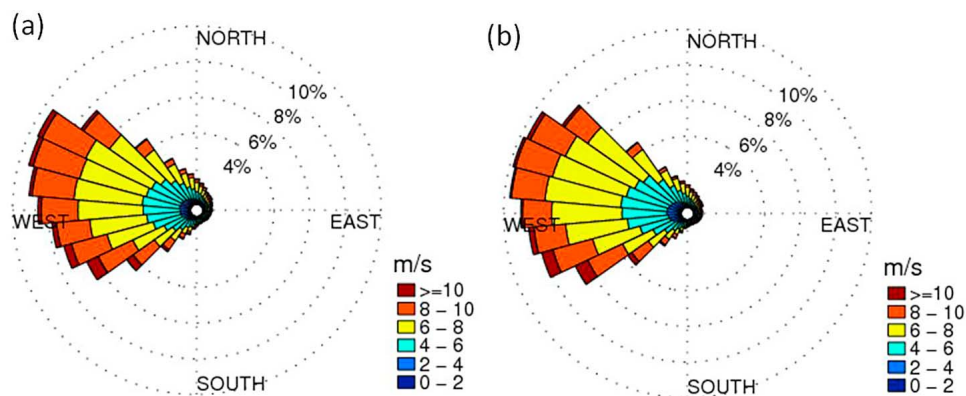 (a)
NORTH
10%
8%
6%
4%
WEST
EAST
SOUTH
m/s
>=10
8 – 10
6 – 8
4 – 6
2 – 4
0 – 2
(b)
NORTH
10%
8%
6%
4%
WEST
EAST
SOUTH
m/s
>=10
8 – 10
6 – 8
4 – 6
2 – 4
0 – 2